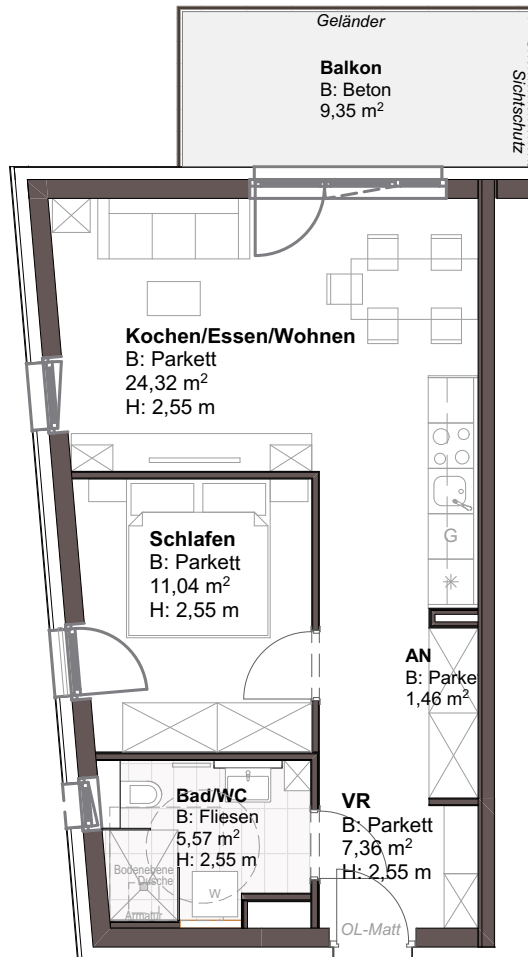 Geländer
Balkon
B: Beton
9,35 m²
Sichtschutz
Kochen/Essen/Wohnen
B: Parkett
24,32 m²
H: 2,55 m
G
Schlafen
B: Parkett
11,04 m²
H: 2,55 m
AN
B: Parke
1,46 m²
Bad/WC
B: Fliesen
5,57 m²
H: 2,55 m
VR
B: Parkett
7,36 m²
H: 2,55 m
Bodenebene
Dusche
Armatur
W
OL-Matt